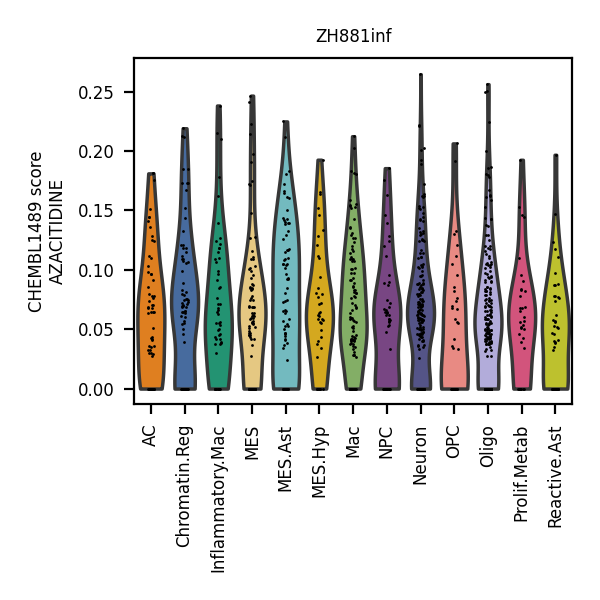 ZH881inf
CHEMBL1489 score
AZACITIDINE
0.25
0.20
0.15
0.10
0.05
0.00
AC
Chromatin.Reg
Inflammatory.Mac
MES
MES.Ast
MES.Hyp
Mac
NPC
Neuron
OPC
Oligo
Prolif.Metab
Reactive.Ast